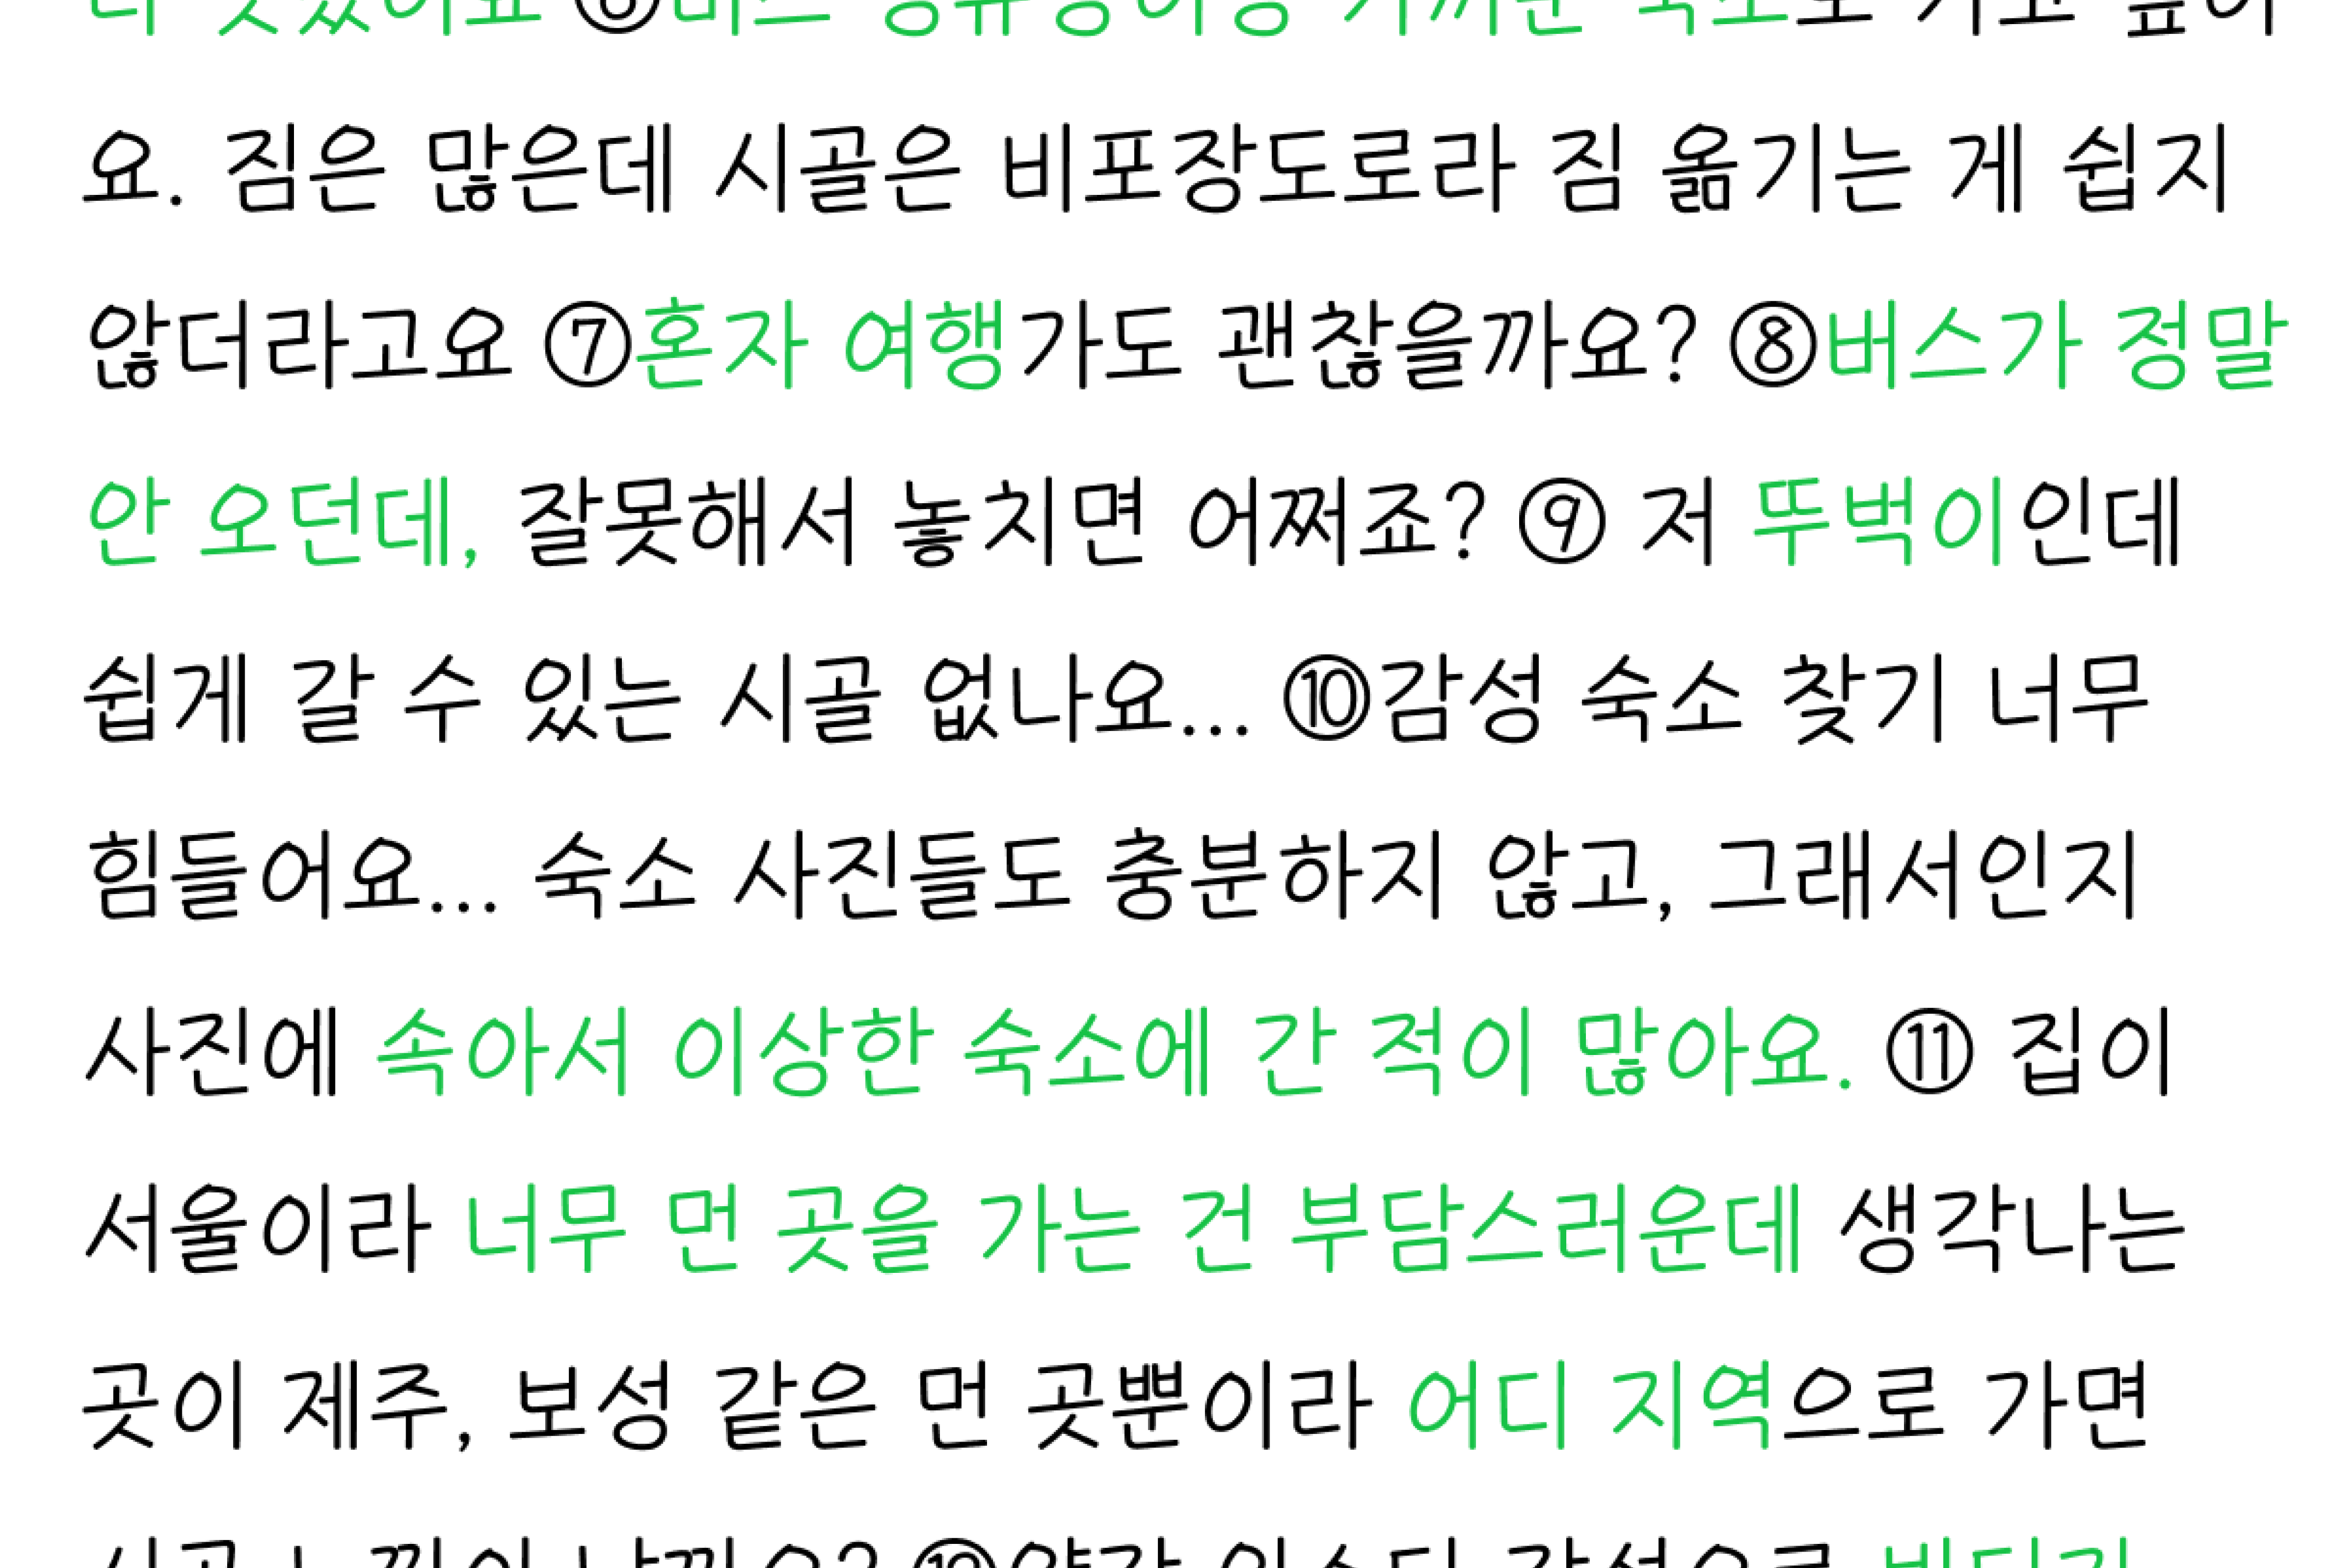 요. 짐은 많은데 시골은 비포장도로라 짐 옮기는 게 쉽지
않더라고요 ⑦혼자 여행가도 괜찮을까요? ⑧버스가 정말
안 오던데, 잘못해서 놓치면 어쩌죠? ⑨ 저 뚜벅이인데
쉽게 갈 수 있는 시골 없나요... ⑩감성 숙소 찾기 너무
힘들어요... 숙소 사진들도 충분하지 않고, 그래서인지
사진에 속아서 이상한 숙소에 간 적이 많아요. ⑪ 집이
서울이라 너무 먼 곳을 가는 건 부담스러운데 생각나는
곳이 제주, 보성 같은 먼 곳뿐이라 어디 지역으로 가면